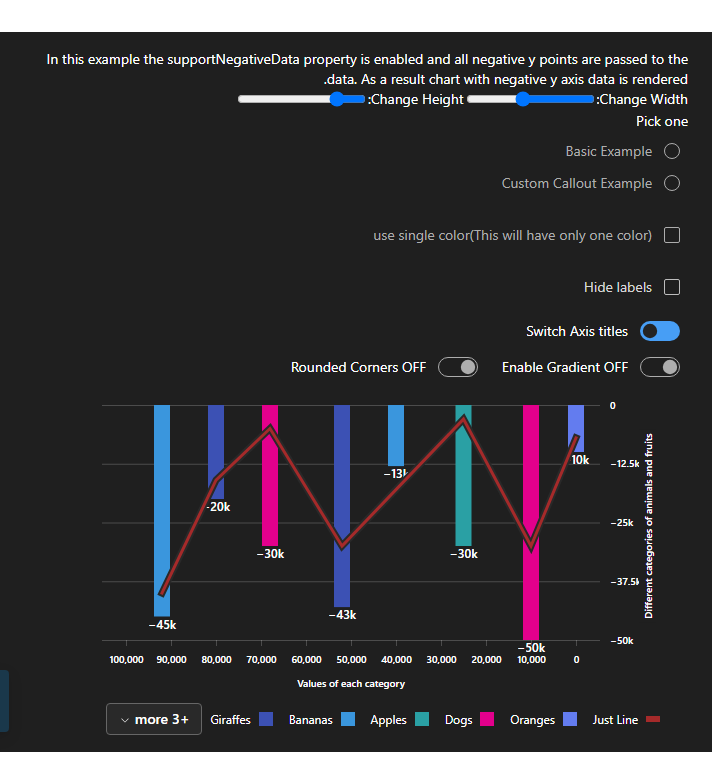 In this example the supportNegativeData property is enabled and all negative y points are passed to the
.data. As a result chart with negative y axis data is rendered
:Change Width
:Change Height
Pick one
Basic Example
Custom Callout Example
use single color(This will have only one color)
Hide labels
Switch Axis titles
Enable Gradient OFF
Rounded Corners OFF
0
−12.5k
−25k
−37.5k
−50k
Different categories of animals and fruits
−45k
-20k
−30k
−43k
−13k
−30k
−50k
10k
100,000 90,000 80,000 70,000 60,000 50,000 40,000 30,000 20,000 10,000 0
Values of each category
more 3+ Giraffes Bananas Apples Dogs Oranges Just Line